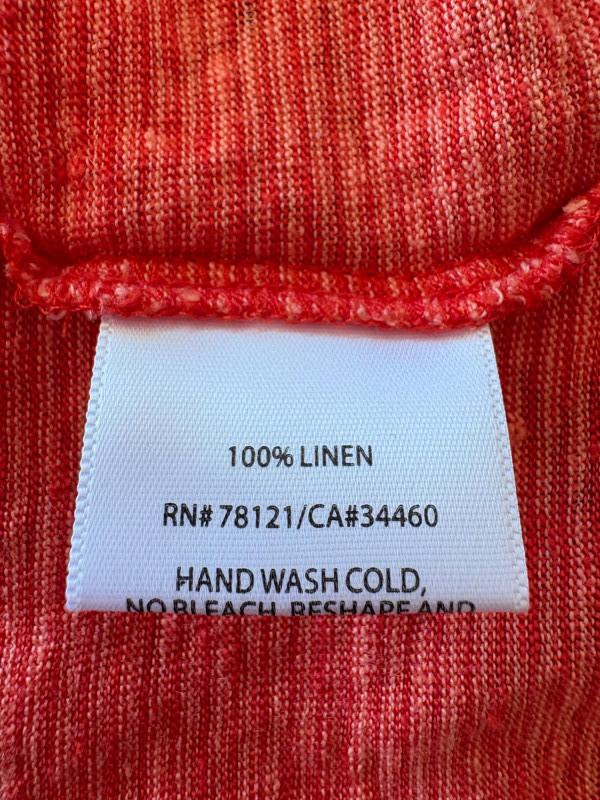 100% LINEN
RN# 78121/CA#34460
HAND WASH COLD,
NO BLEACH, RESHAPE AND